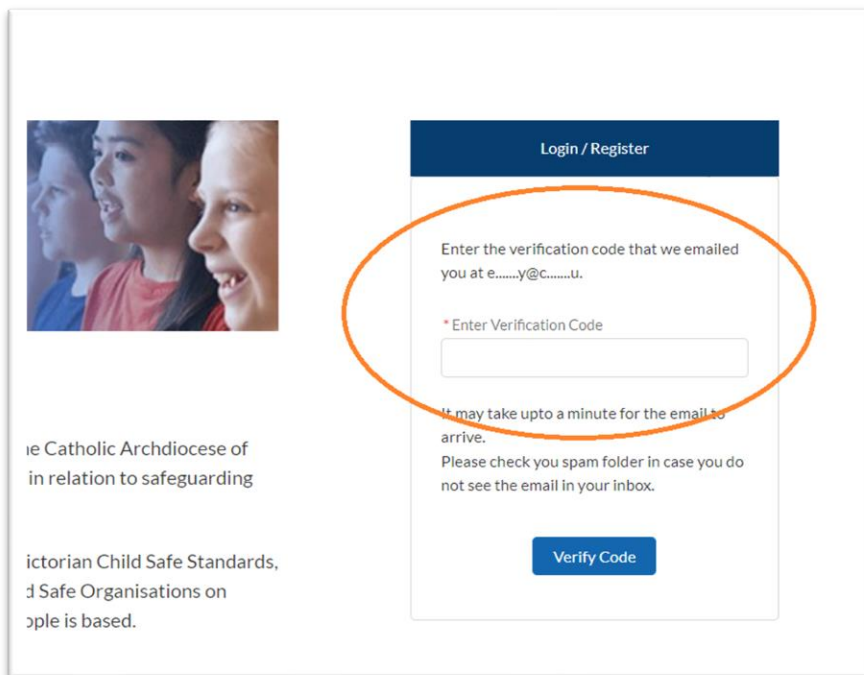 Login / Register
Enter the verification code that we emailed
you at e.......y@c........u.
* Enter Verification Code
It may take upto a minute for the email to
arrive.
Please check you spam folder in case you do
not see the email in your inbox.
Verify Code
Catholic Archdiocese of
in relation to safeguarding
Child Safe Standards,
Safe Organisations on
is based.